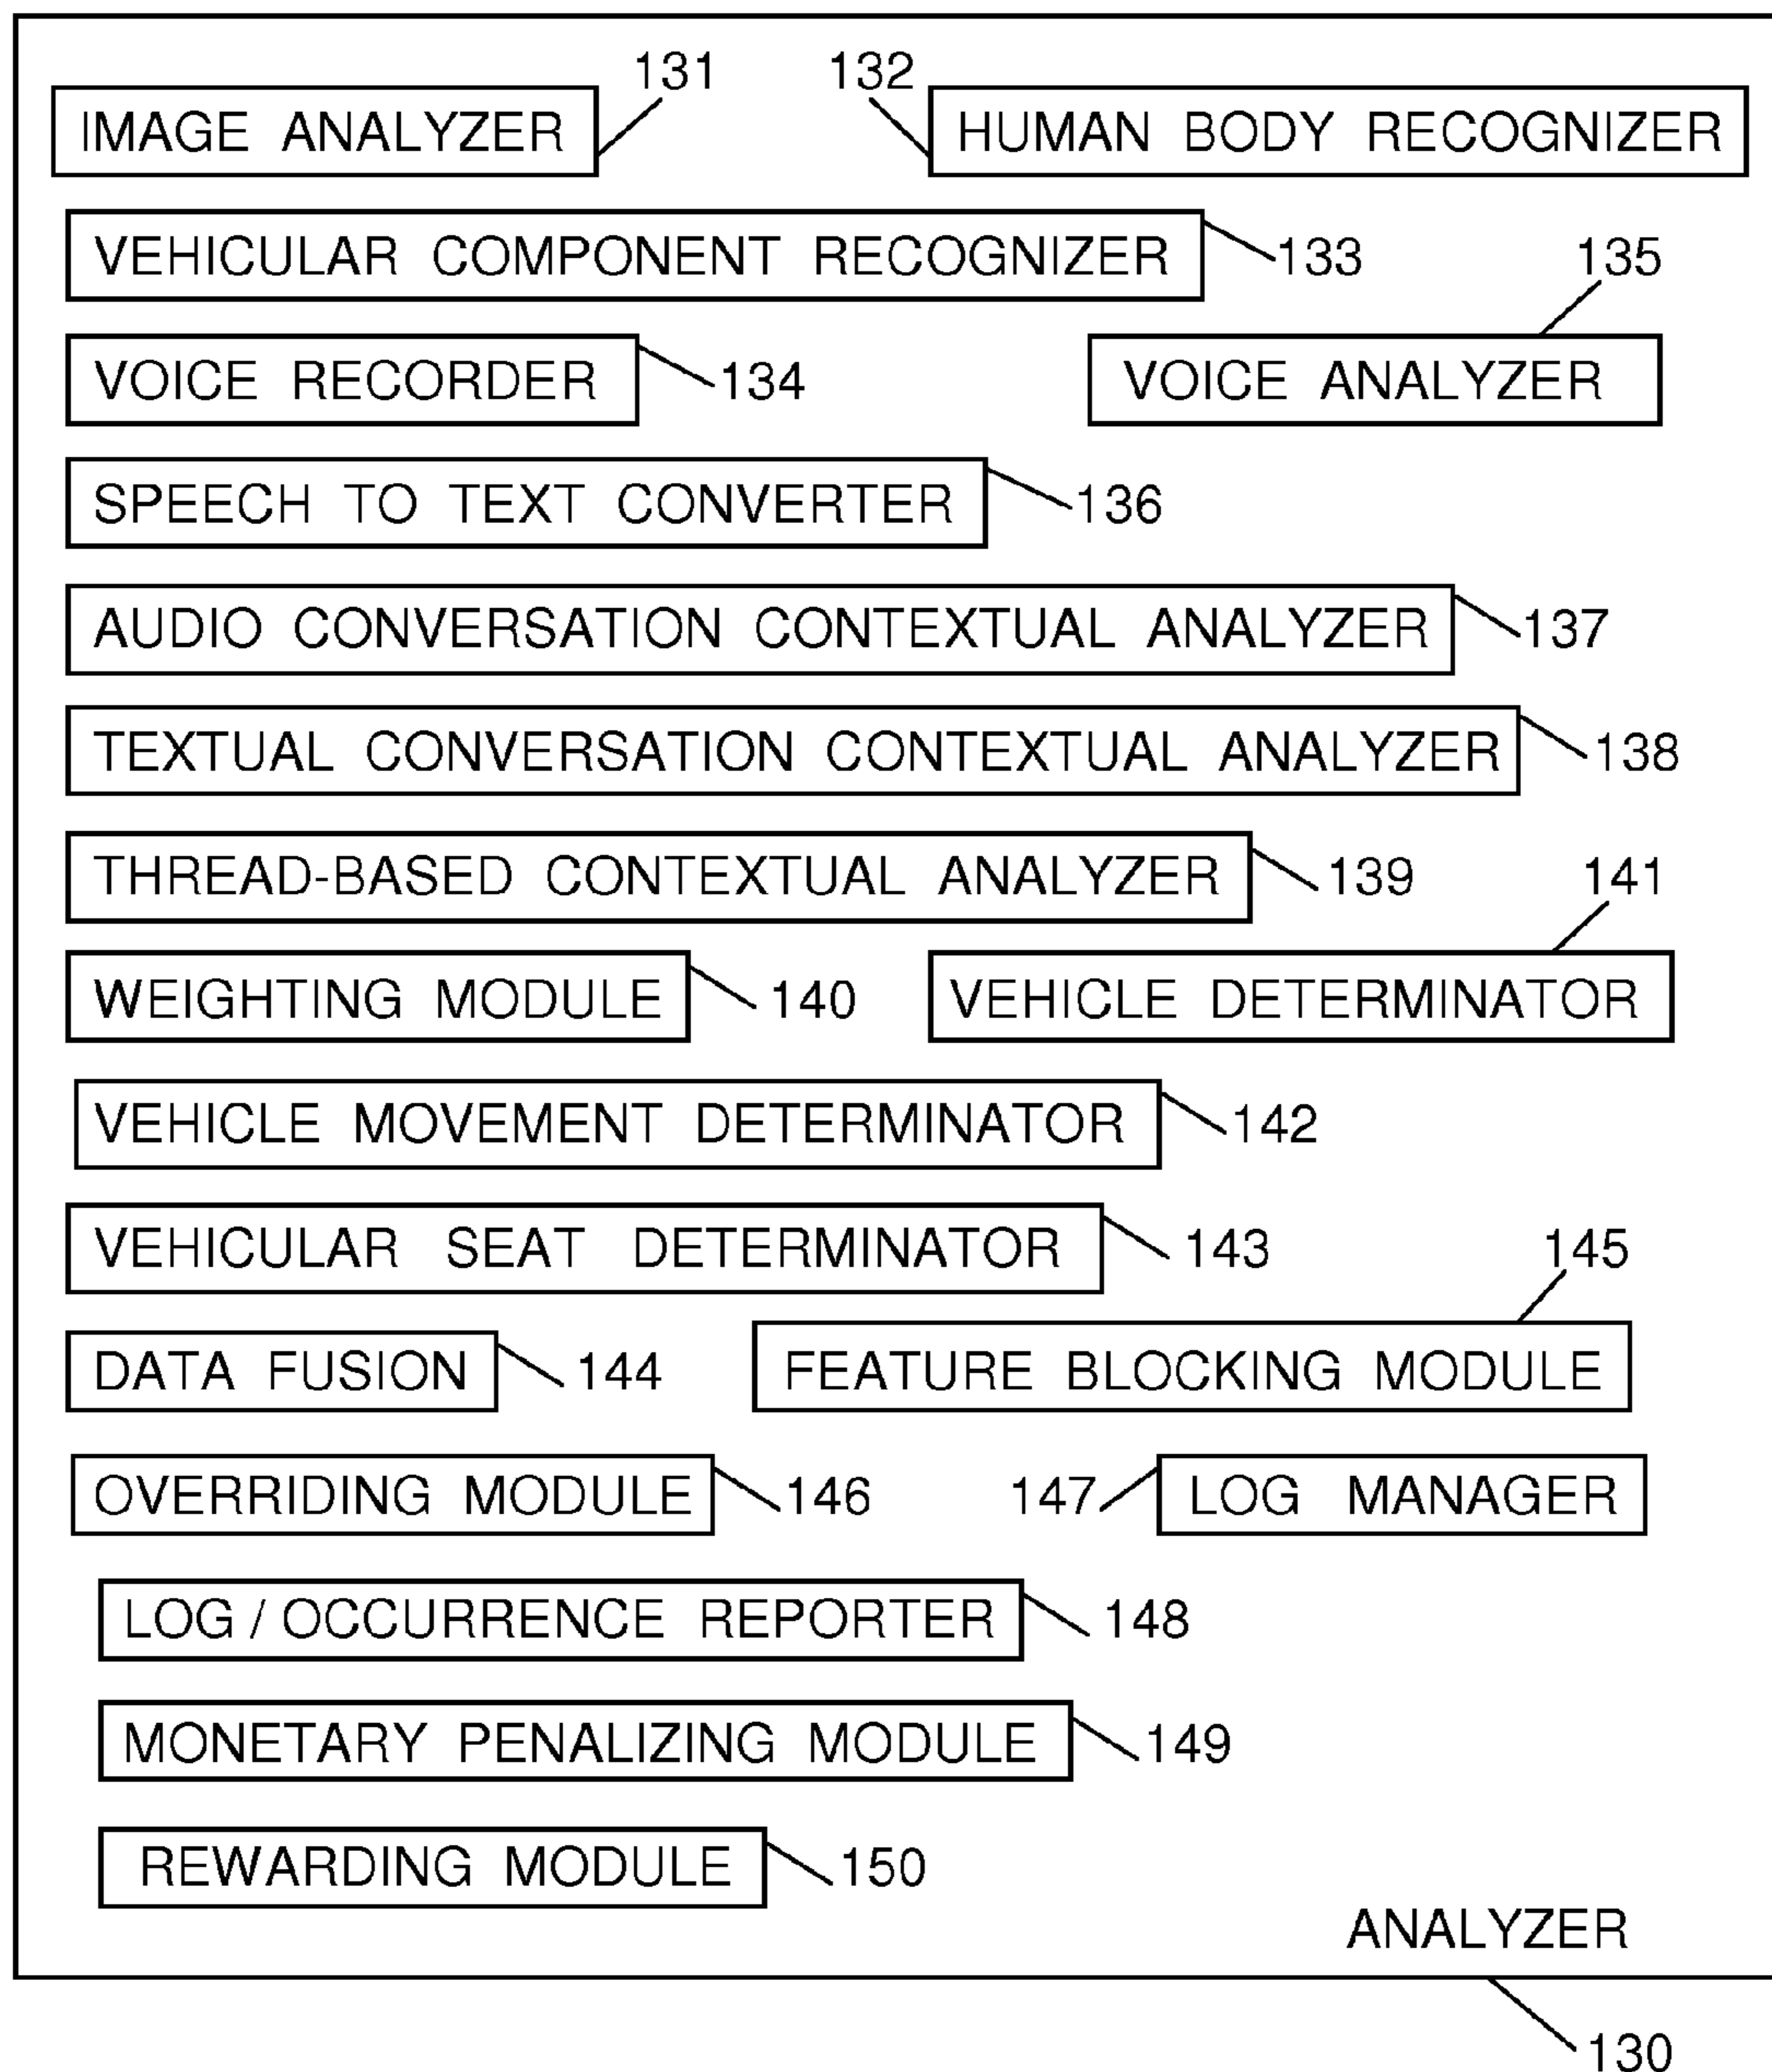 131 132
IMAGE ANALYZER HUMAN BODY RECOGNIZER
VEHICULAR COMPONENT RECOGNIZER 133 135
VOICE RECORDER 134 VOICE ANALYZER
SPEECH TO TEXT CONVERTER 136
AUDIO CONVERSATION CONTEXTUAL ANALYZER 137
TEXTUAL CONVERSATION CONTEXTUAL ANALYZER 138
THREAD-BASED CONTEXTUAL ANALYZER 139 141
WEIGHTING MODULE 140 VEHICLE DETERMINATOR
VEHICLE MOVEMENT DETERMINATOR 142
VEHICULAR SEAT DETERMINATOR 143 145
DATA FUSION 144 FEATURE BLOCKING MODULE
OVERRIDING MODULE 146 147 LOG MANAGER
LOG / OCCURRENCE REPORTER 148
MONETARY PENALIZING MODULE 149
REWARDING MODULE 150
ANALYZER
130